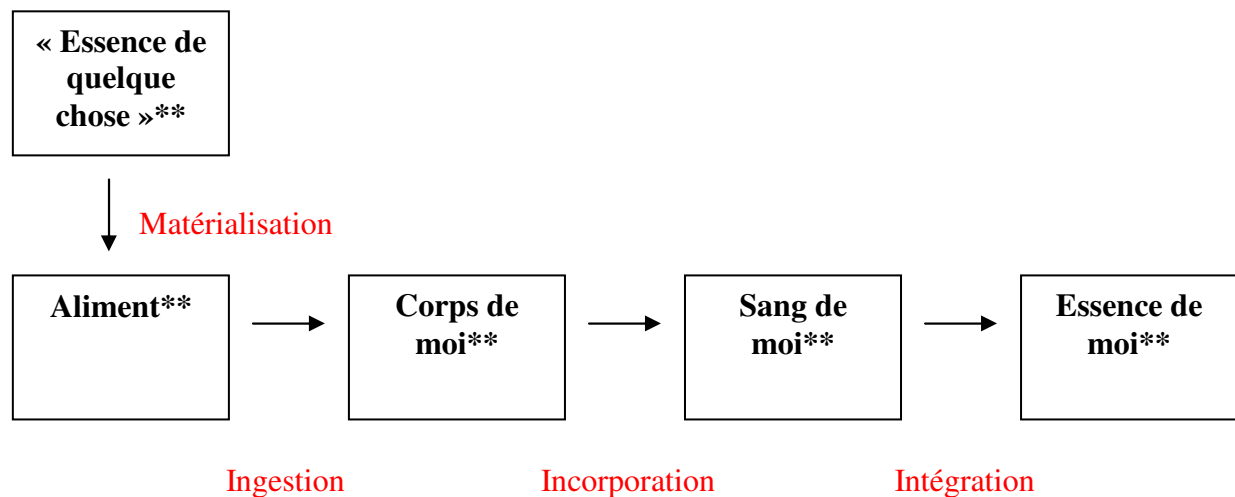 « Essence de
quelque
chose »**
Matérialisation
Aliment**
Corps de
moi**
Sang de
moi**
Essence de
moi**
Ingestion
Incorporation
Intégration